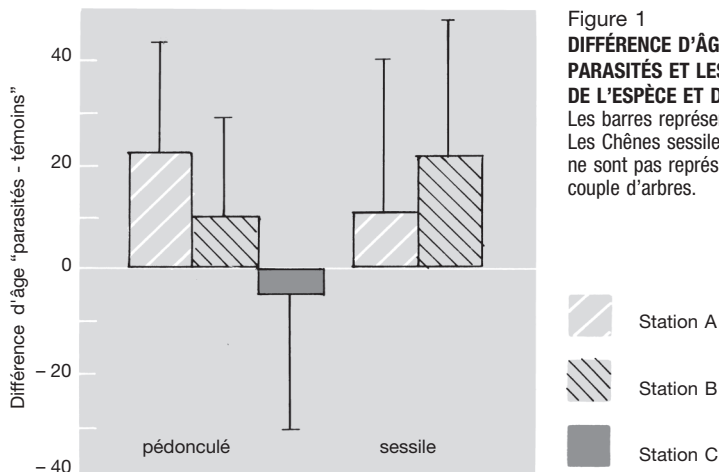 Figure 1
DIFFÉRENCE D'ÂG
PARASITÉS ET LES
DE L'ESPÈCE ET D
Les barres représe
Les Chênes sessile
ne sont pas représ
couple d'arbres.
Différence d'âge "parasités - témoins"
40
20
0
– 20
– 40
pédonculé
sessile
Station A
Station B
Station C